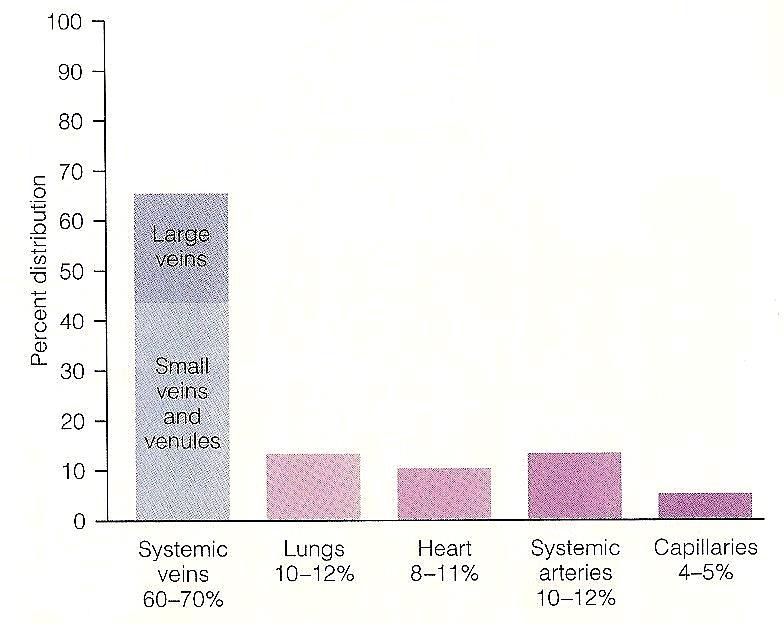 100
90
80
70
60
50
40
30
20
10
0
Percent distribution
Large
veins
Small
veins
and
venules
Systemic
veins
60–70%
Lungs
10–12%
Heart
8–11%
Systemic
arteries
10–12%
Capillaries
4–5%